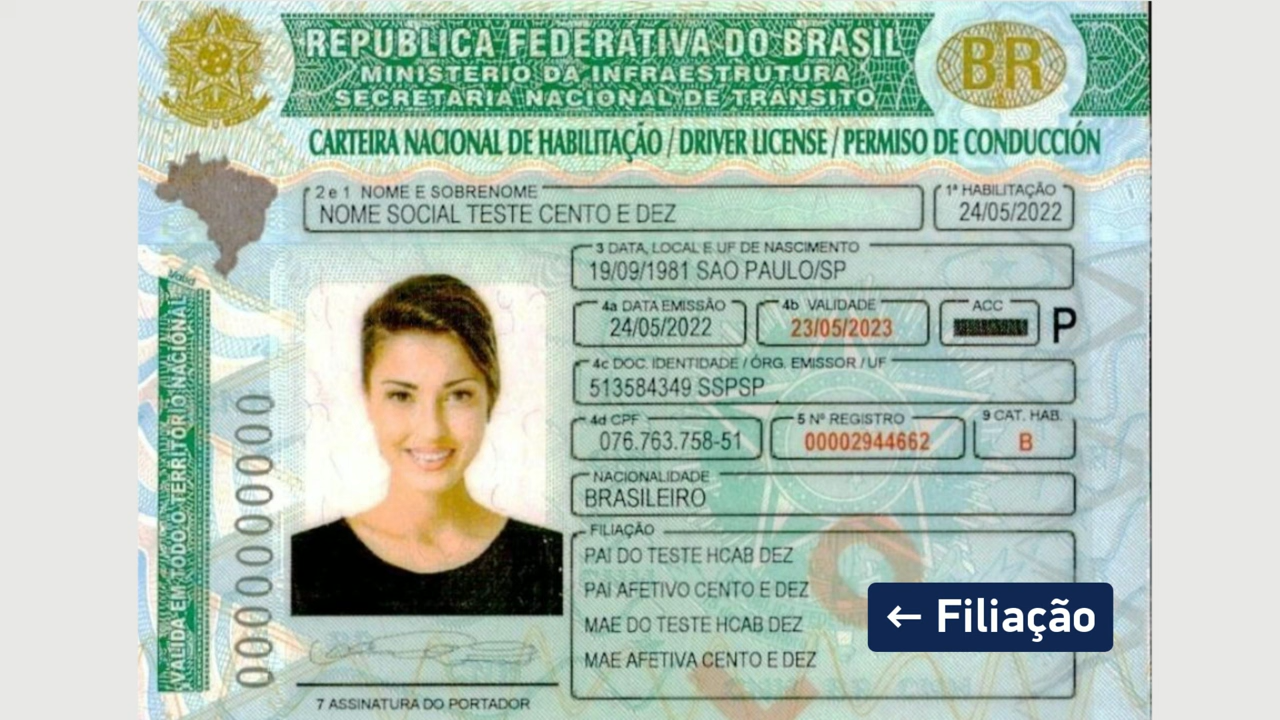 REPÚBLICA FEDERATIVA DO BRASIL
MINISTÉRIO DA INFRAESTRUTURA
SECRETARIA NACIONAL DE TRÂNSITO
BR
CARTEIRA NACIONAL DE HABILITAÇÃO / DRIVER LICENSE / PERMISO DE CONDUCCIÓN
2 e 1 NOME E SOBRENOME
NOME SOCIAL TESTE CENTO E DEZ
1ª HABILITAÇÃO
24/05/2022
3 DATA, LOCAL E UF DE NASCIMENTO
19/09/1981 SAO PAULO/SP
4a DATA EMISSÃO
24/05/2022
4b VALIDADE
23/05/2023
ACC
P
4c DOC. IDENTIDADE / ÓRG. EMISSOR / UF
513584349 SSPSP
4d CPF
076.763.758-51
5 Nº REGISTRO
00002944662
9 CAT. HAB.
B
NACIONALIDADE
BRASILEIRO
FILIAÇÃO
PAI DO TESTE HCAB DEZ
PAI AFETIVO CENTO E DEZ
MAE DO TESTE HCAB DEZ
MAE AFETIVA CENTO E DEZ
← Filiação
7 ASSINATURA DO PORTADOR
VÁLIDA EM TODO O TERRITÓRIO NACIONAL
0000000000